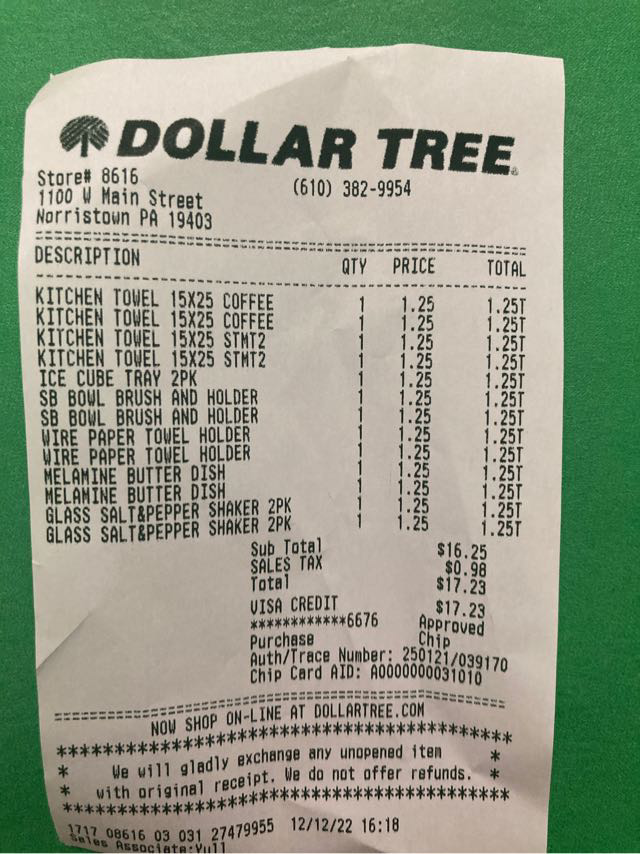 DOLLAR TREE
Store# 8616 (610) 382-9954
1100 W Main Street
Norristown PA 19403
================================================
DESCRIPTION QTY PRICE TOTAL
------------------------------------------------
KITCHEN TOWEL 15X25 COFFEE 1 1.25 1.25T
KITCHEN TOWEL 15X25 COFFEE 1 1.25 1.25T
KITCHEN TOWEL 15X25 STMT2 1 1.25 1.25T
KITCHEN TOWEL 15X25 STMT2 1 1.25 1.25T
ICE CUBE TRAY 2PK 1 1.25 1.25T
SB BOWL BRUSH AND HOLDER 1 1.25 1.25T
SB BOWL BRUSH AND HOLDER 1 1.25 1.25T
WIRE PAPER TOWEL HOLDER 1 1.25 1.25T
WIRE PAPER TOWEL HOLDER 1 1.25 1.25T
MELAMINE BUTTER DISH 1 1.25 1.25T
MELAMINE BUTTER DISH 1 1.25 1.25T
GLASS SALT&PEPPER SHAKER 2PK 1 1.25 1.25T
GLASS SALT&PEPPER SHAKER 2PK 1 1.25 1.25T
Sub Total $16.25
SALES TAX $0.98
Total $17.23
VISA CREDIT $17.23
************6676 Approved
Purchase Chip
Auth/Trace Number: 250121/039170
Chip Card AID: A0000000031010
================================================
NOW SHOP ON-LINE AT DOLLARTREE.COM
************************************************
* We will gladly exchange any unopened item *
* with original receipt. We do not offer refunds. *
************************************************
1717 08616 03 031 27479955 12/12/22 16:18
Sales Associate:Yull